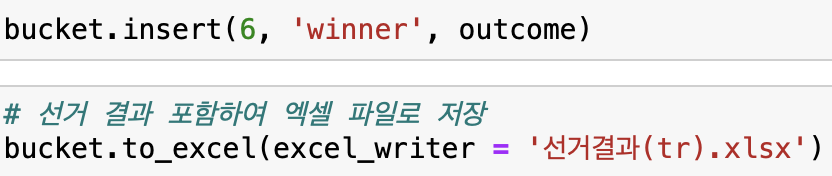 bucket.insert(6, 'winner', outcome)
# 선거 결과 포함하여 엑셀 파일로 저장
bucket.to_excel(excel_writer = '선거결과(tr).xlsx')